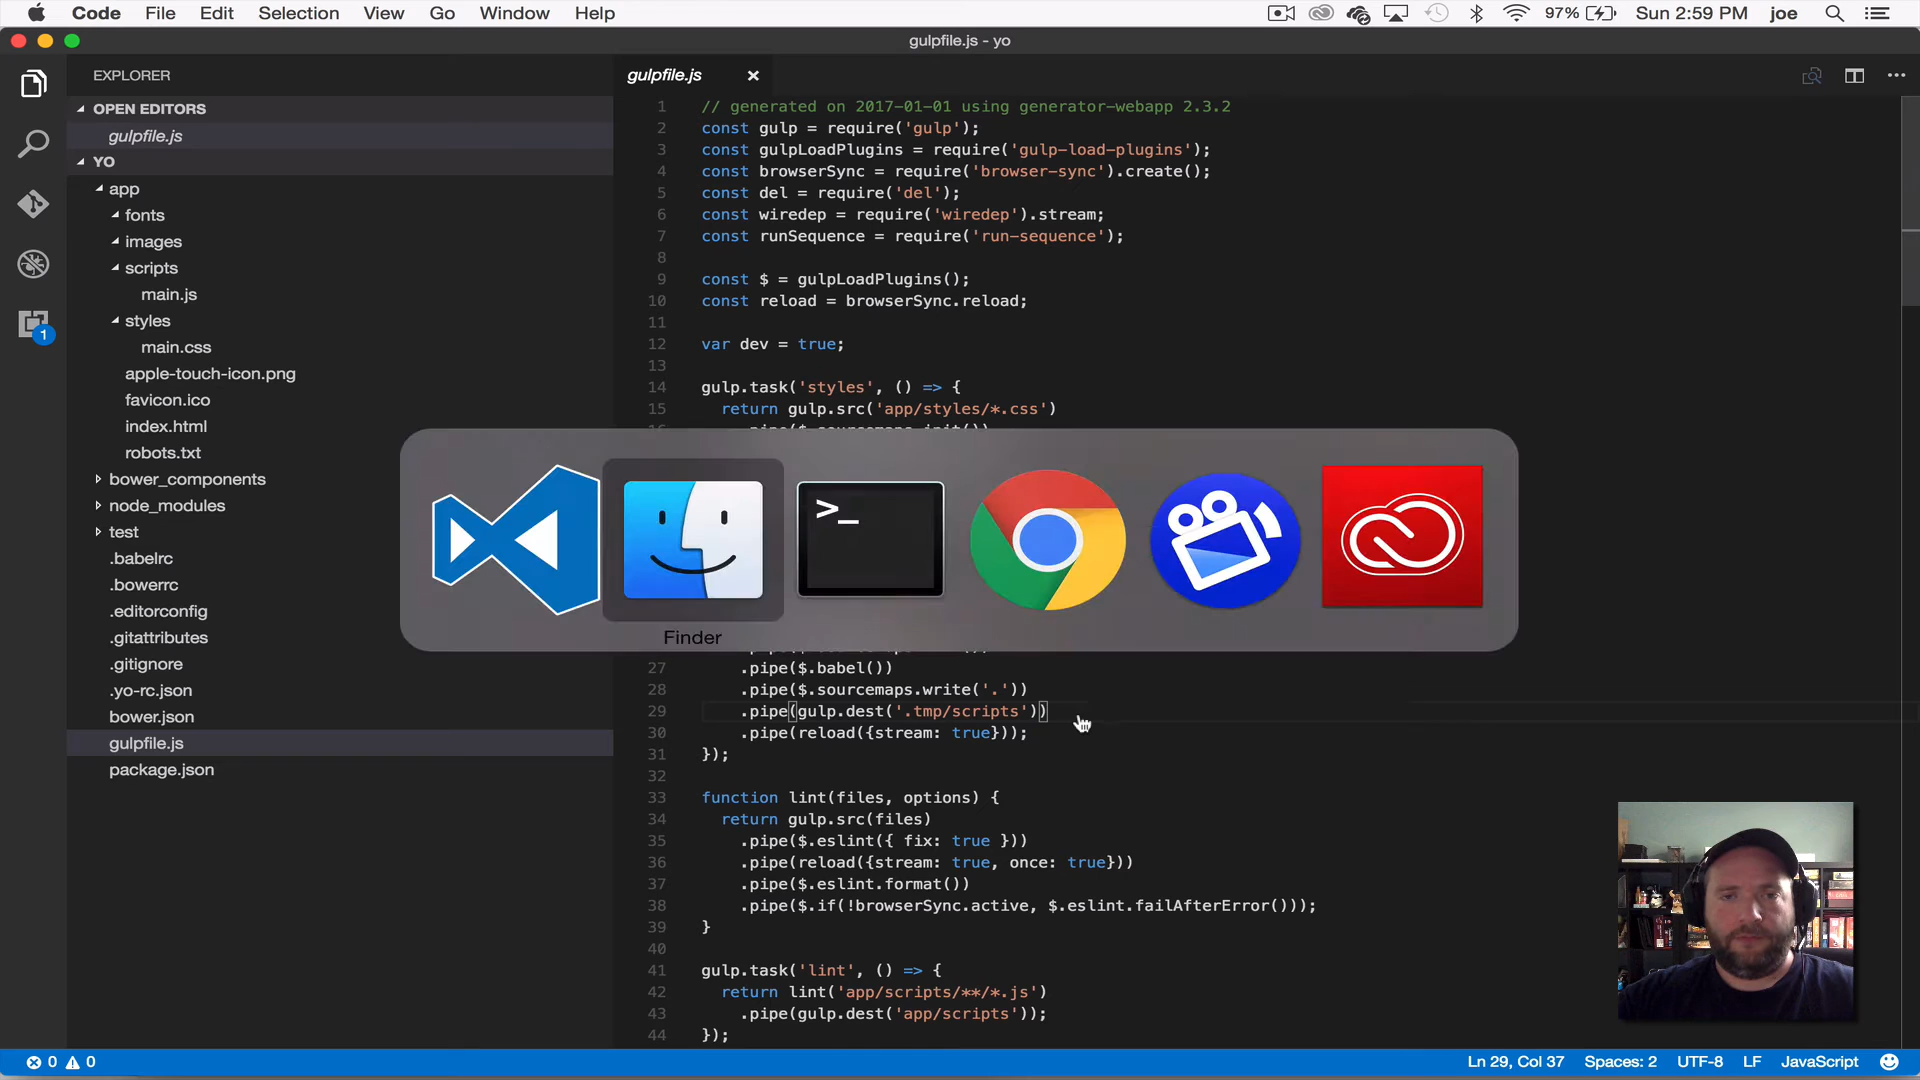 Code File Edit Selection View Go Window Help 97% Sun 2:59 PM joe
gulpfile.js - yo
EXPLORER
OPEN EDITORS
gulpfile.js
YO
app
fonts
images
scripts
main.js
styles
main.css
apple-touch-icon.png
favicon.ico
index.html
robots.txt
bower_components
node_modules
test
.babelrc
.bowerrc
.editorconfig
.gitattributes
.gitignore
.yo-rc.json
bower.json
gulpfile.js
package.json
1
gulpfile.js
1 // generated on 2017-01-01 using generator-webapp 2.3.2
2 const gulp = require('gulp');
3 const gulpLoadPlugins = require('gulp-load-plugins');
4 const browserSync = require('browser-sync').create();
5 const del = require('del');
6 const wiredep = require('wiredep').stream;
7 const runSequence = require('run-sequence');
8
9 const $ = gulpLoadPlugins();
10 const reload = browserSync.reload;
11
12 var dev = true;
13
14 gulp.task('styles', () => {
15 return gulp.src('app/styles/*.css')
>_
Finder
27 .pipe($.babel())
28 .pipe($.sourcemaps.write('.'))
29 .pipe(gulp.dest('.tmp/scripts'))
30 .pipe(reload({stream: true}));
31 });
32
33 function lint(files, options) {
34 return gulp.src(files)
35 .pipe($.eslint({ fix: true }))
36 .pipe(reload({stream: true, once: true}))
37 .pipe($.eslint.format())
38 .pipe($.if(!browserSync.active, $.eslint.failAfterError()));
39 }
40
41 gulp.task('lint', () => {
42 return lint('app/scripts/**/*.js')
43 .pipe(gulp.dest('app/scripts'));
44 });
0 0 Ln 29, Col 37 Spaces: 2 UTF-8 LF JavaScript